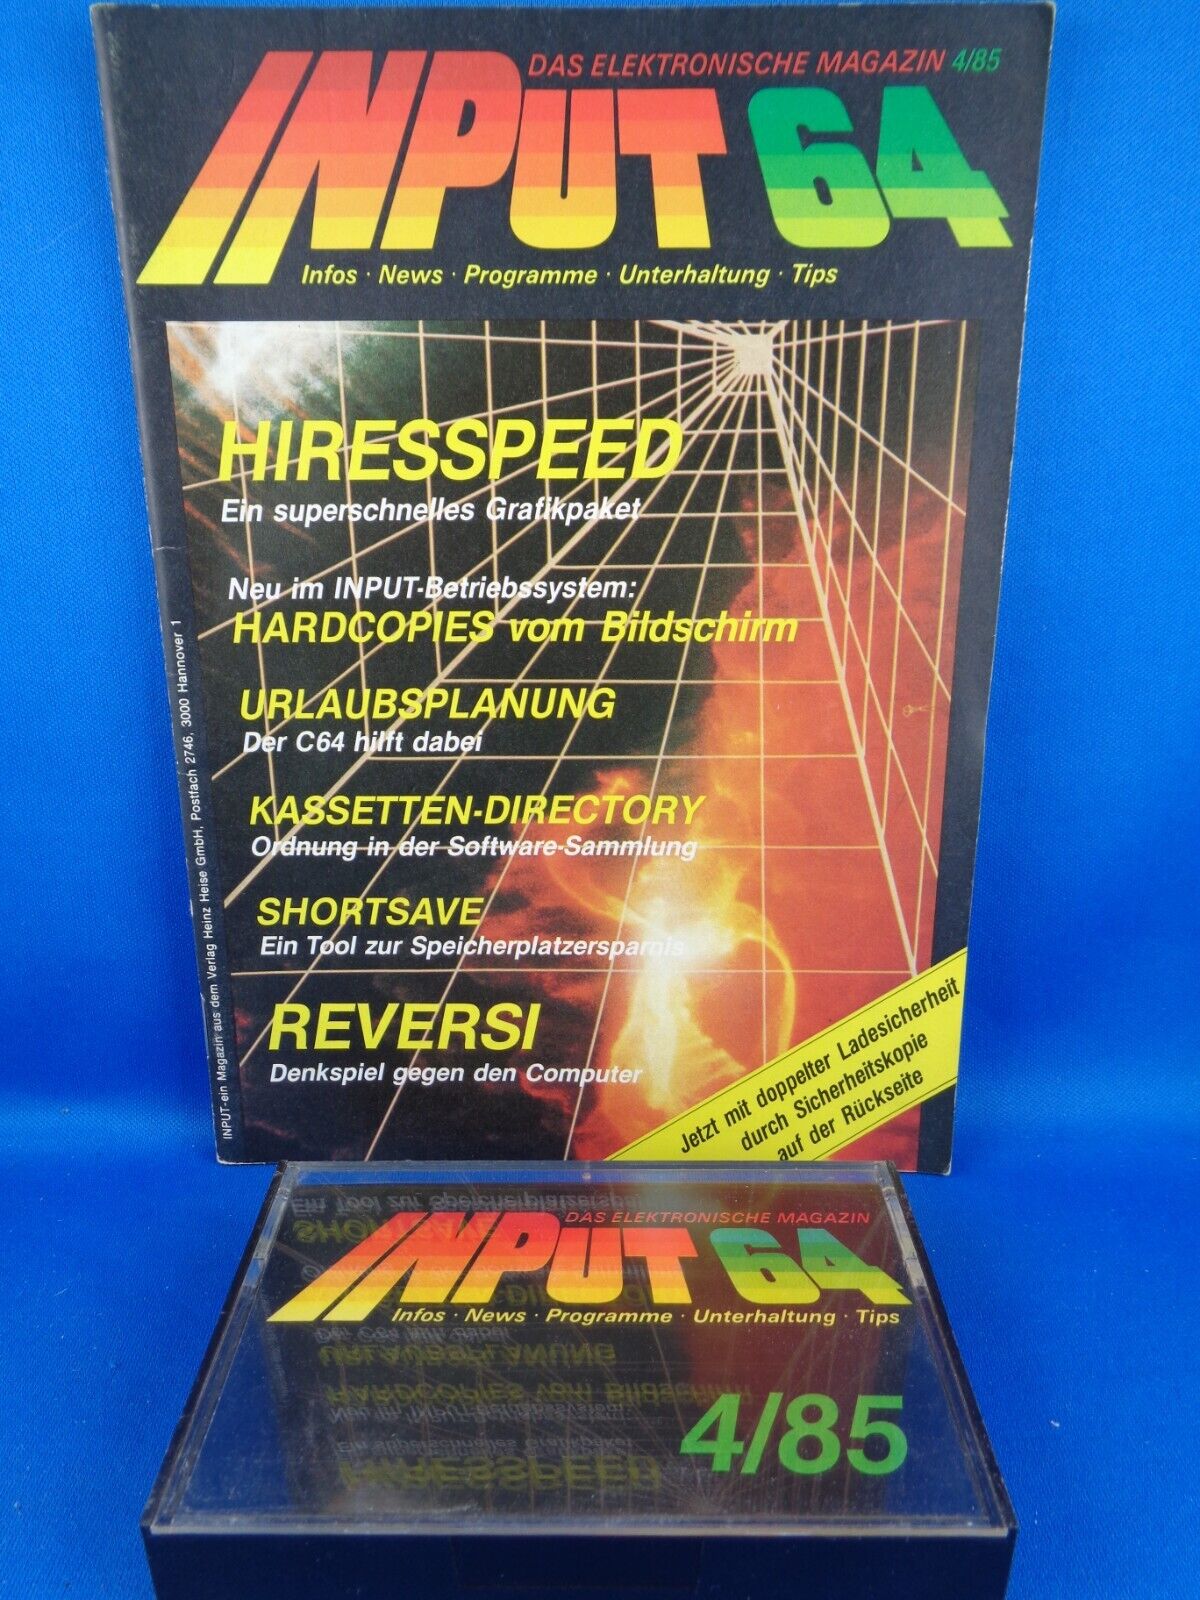 DAS ELEKTRONISCHE MAGAZIN 4/85
INPUT 64
Infos · News · Programme · Unterhaltung · Tips
HIRESSPEED
Ein superschnelles Grafikpaket
Neu im INPUT-Betriebssystem:
HARDCOPIES vom Bildschirm
URLAUBSPLANUNG
Der C64 hilft dabei
KASSETTEN-DIRECTORY
Ordnung in der Software-Sammlung
SHORTSAVE
Ein Tool zur Speicherplatzersparnis
REVERSI
Denkspiel gegen den Computer
Jetzt mit doppelter Ladesicherheit
durch Sicherheitskopie
auf der Rückseite
INPUT-ein Magazin aus dem Verlag Heinz Heise GmbH, Postfach 2746, 3000 Hannover 1
DAS ELEKTRONISCHE MAGAZIN
INPUT 64
Infos · News · Programme · Unterhaltung · Tips
4/85